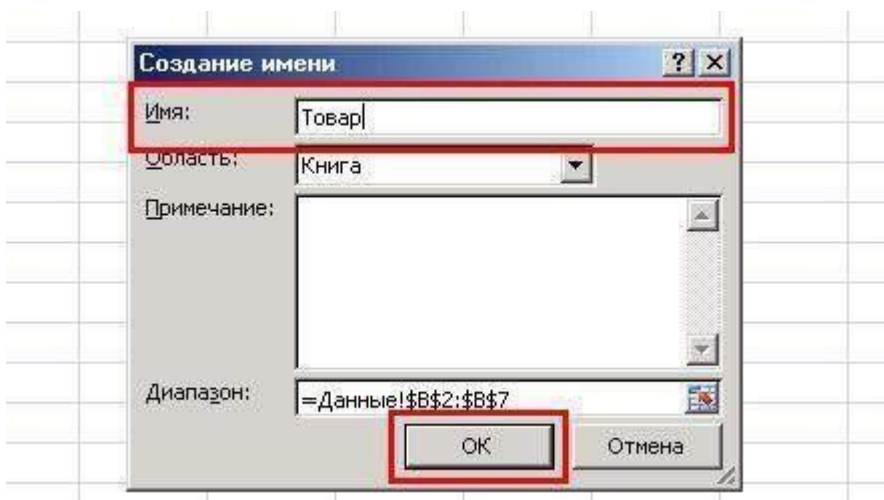 Создание имени
Имя:
Товар
Область:
Книга
Примечание:
Диапазон:
=Данные!$B$2:$B$7
ОК
Отмена